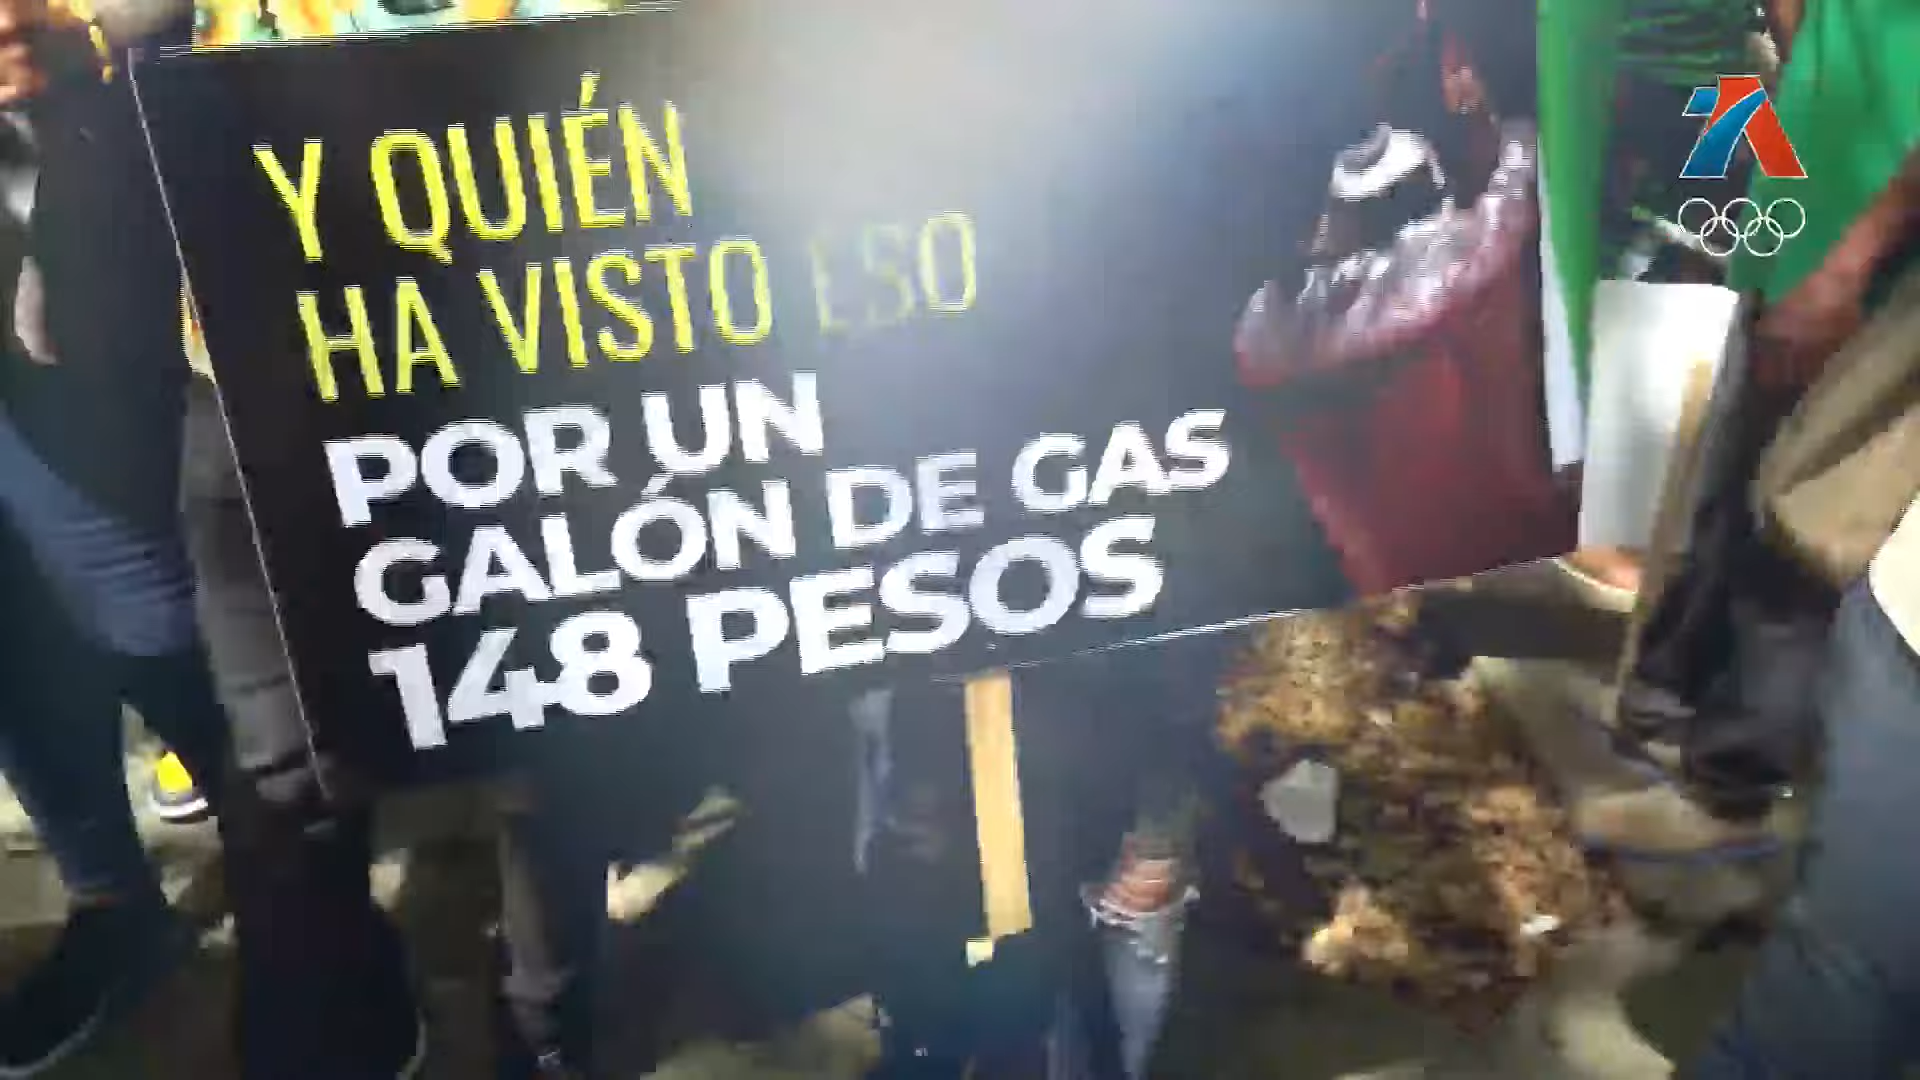 Y QUIÉN
HA VISTO ESO
POR UN
GALÓN DE GAS
148 PESOS